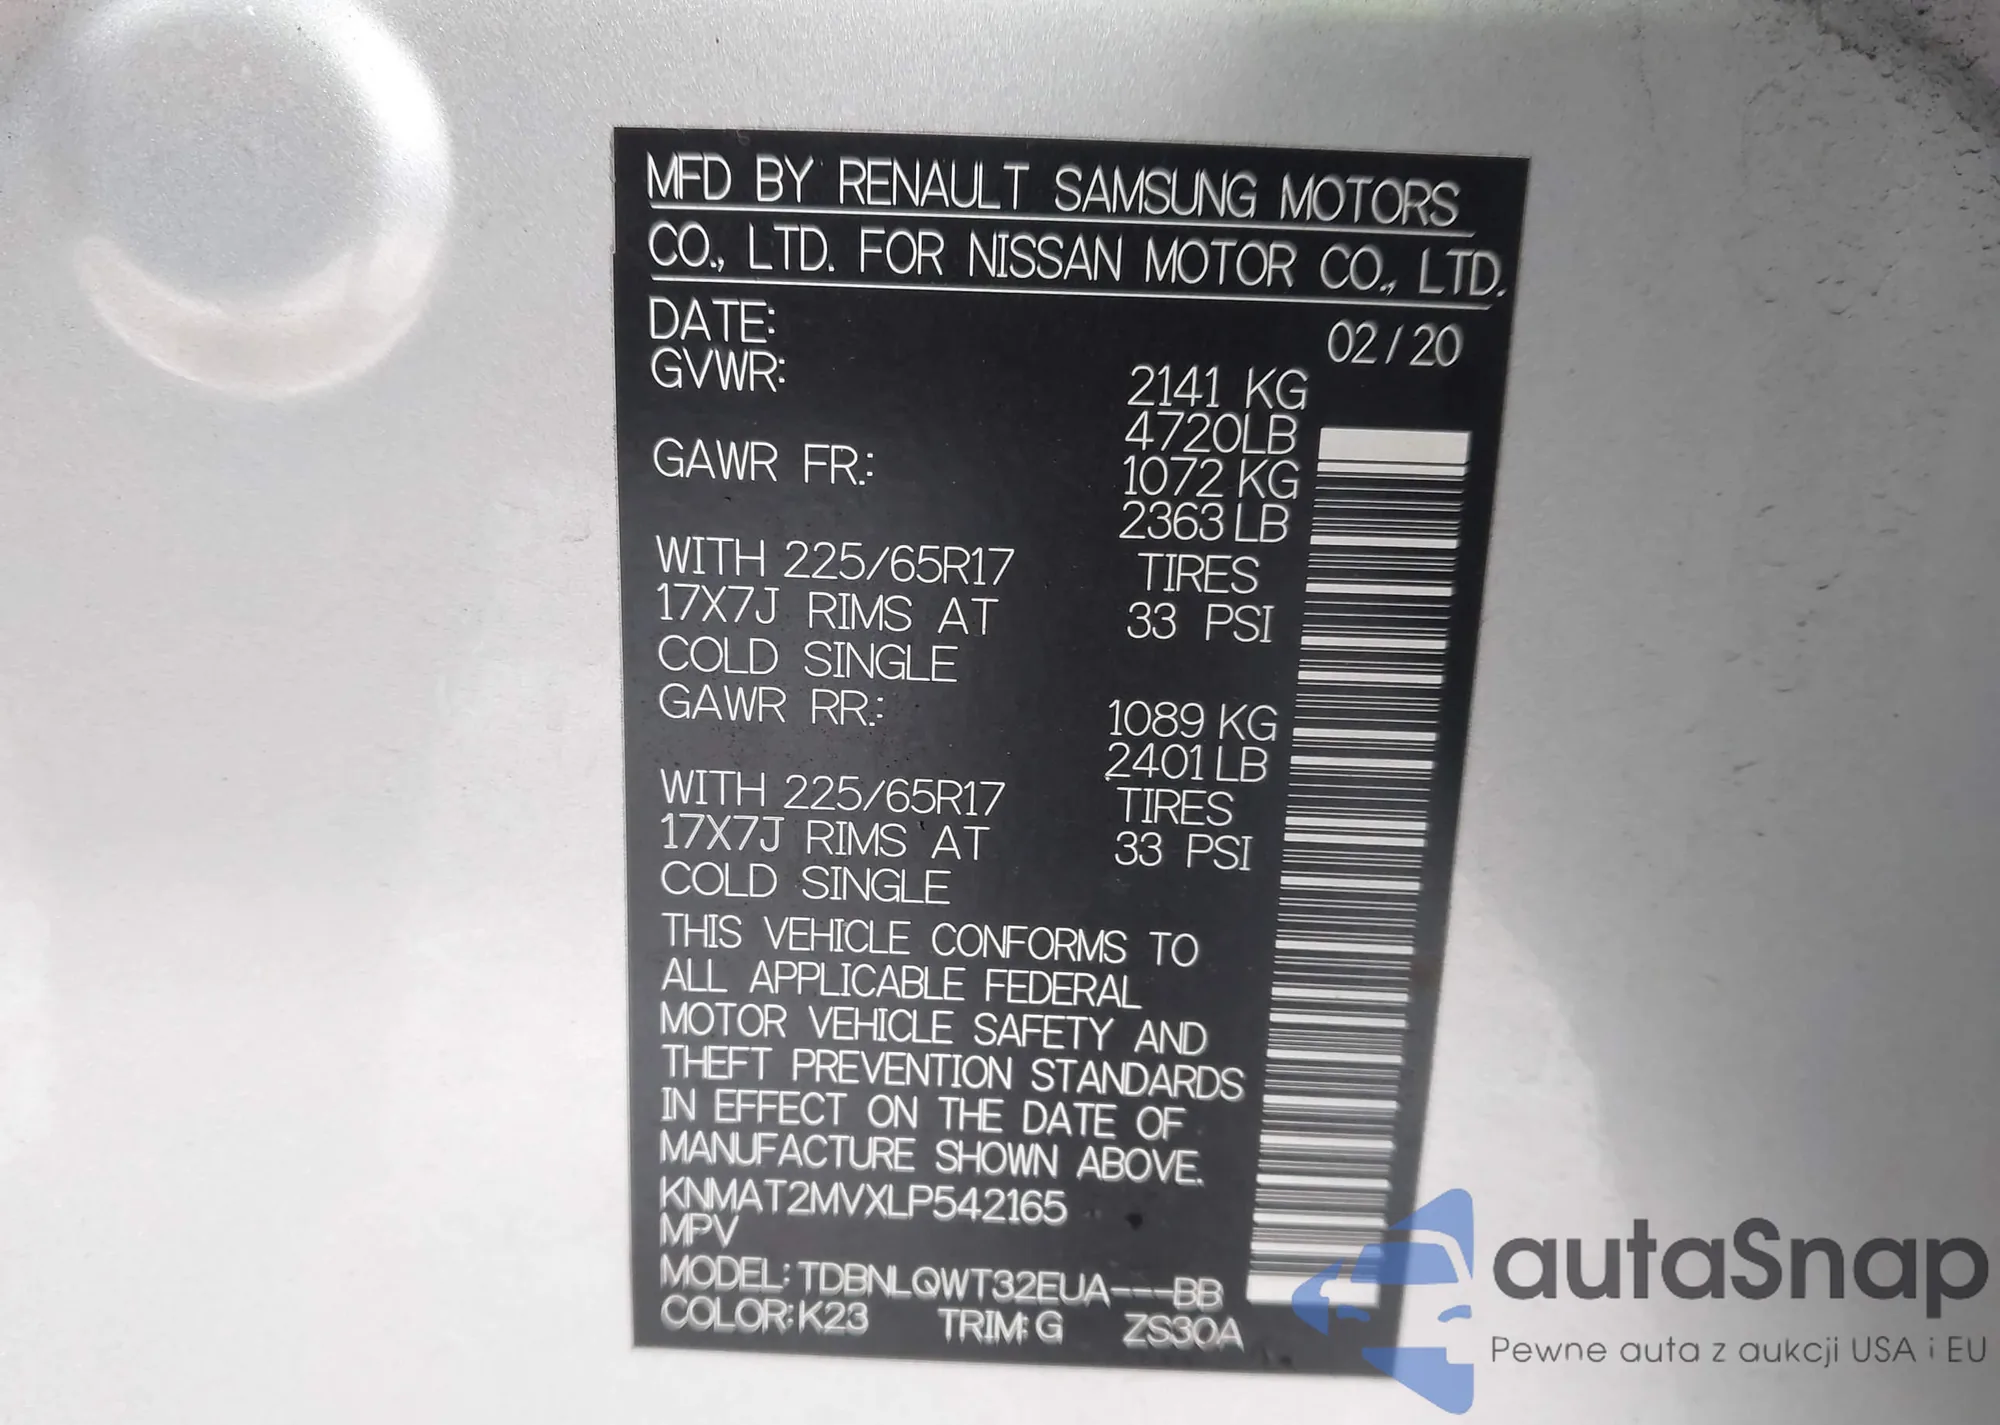 MFD BY RENAULT SAMSUNG MOTORS
CO., LTD. FOR NISSAN MOTOR CO., LTD.
DATE: 02/20
GVWR: 2141 KG
4720LB
GAWR FR.: 1072 KG
2363 LB
WITH 225/65R17 TIRES
17X7J RIMS AT 33 PSI
COLD SINGLE
GAWR RR.: 1089 KG
2401 LB
WITH 225/65R17 TIRES
17X7J RIMS AT 33 PSI
COLD SINGLE
THIS VEHICLE CONFORMS TO
ALL APPLICABLE FEDERAL
MOTOR VEHICLE SAFETY AND
THEFT PREVENTION STANDARDS
IN EFFECT ON THE DATE OF
MANUFACTURE SHOWN ABOVE.
KNMAT2MVXLP542165
MPV
MODEL: TDBNLQWT32EUA---BB
COLOR: K23 TRIM: G ZS30A
autaSnap
Pewne auta z aukcji USA i EU